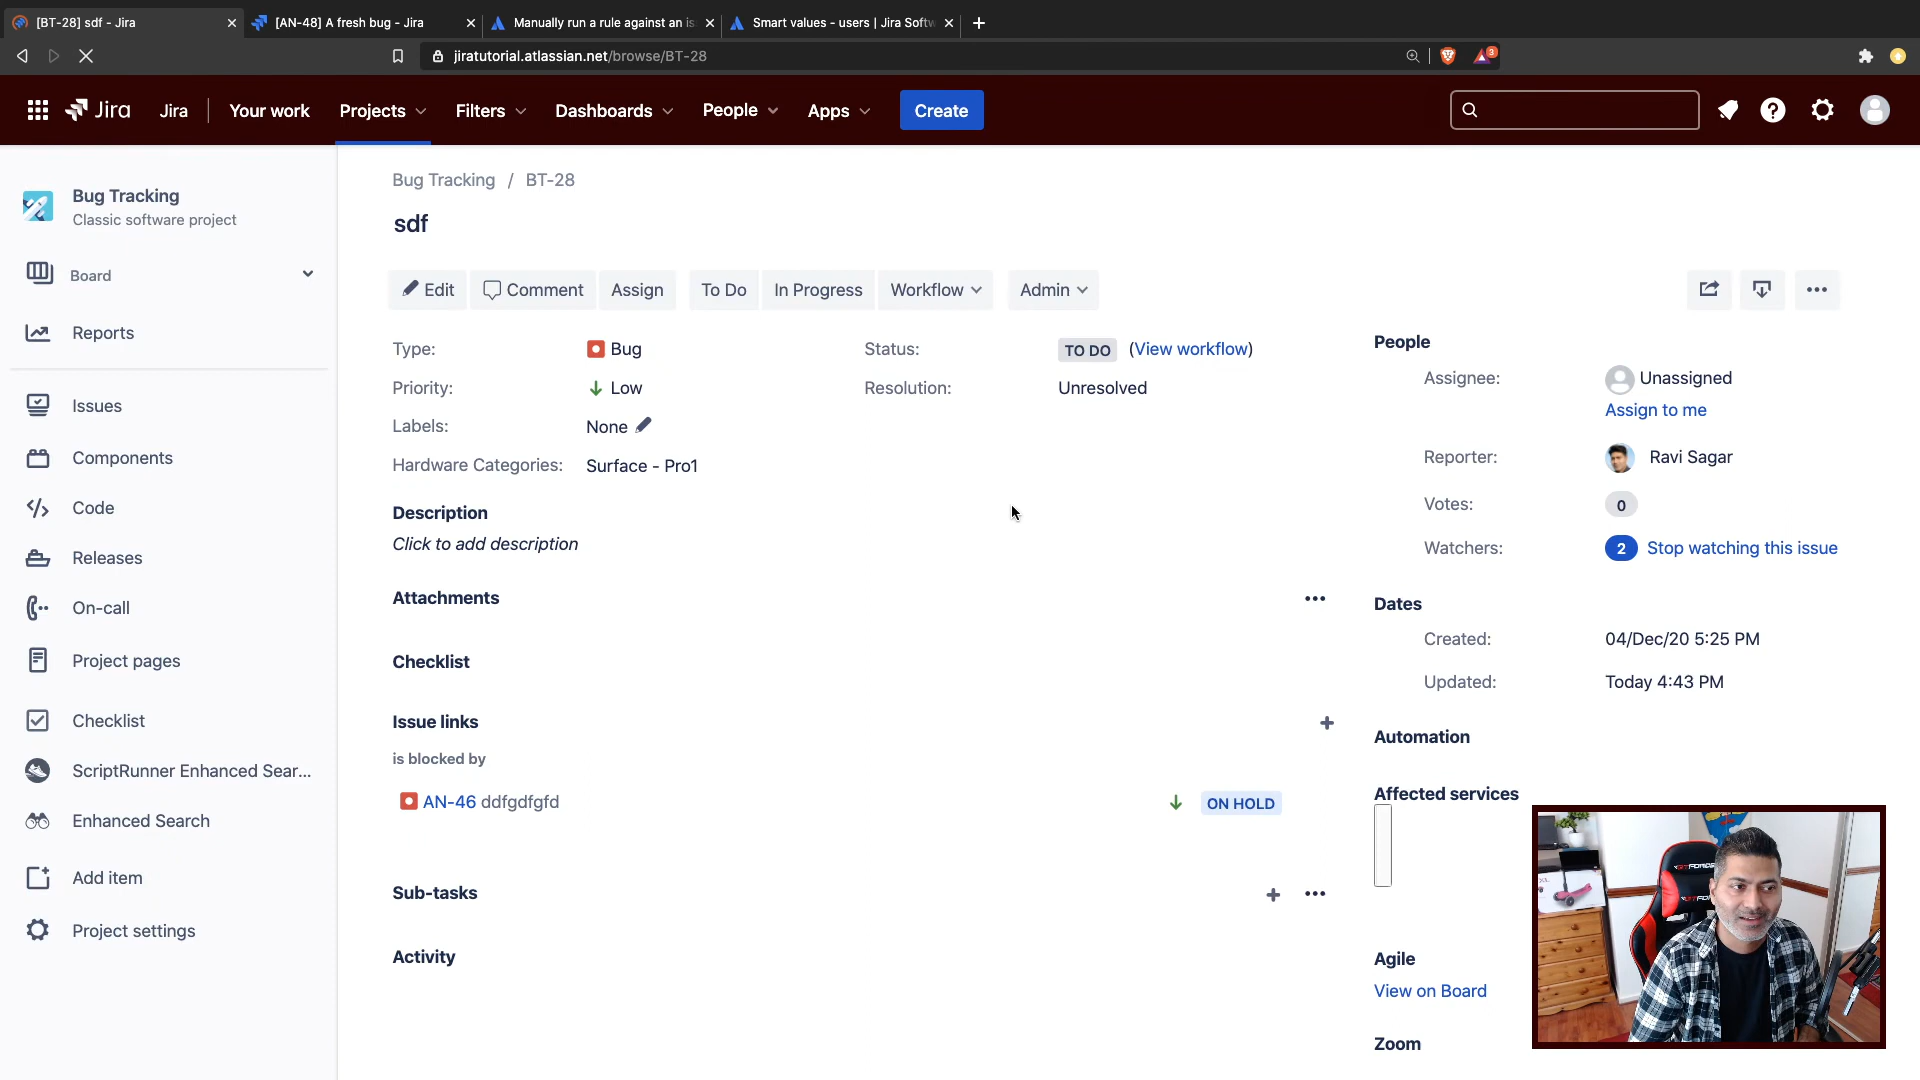 [BT-28] sdf - Jira
[AN-48] A fresh bug - Jira
Manually run a rule against an is
Smart values - users | Jira Softw
jiratutorial.atlassian.net/browse/BT-28
3
Jira
Jira
Your work
Projects
Filters
Dashboards
People
Apps
Create
Bug Tracking
Classic software project
Board
Reports
Issues
Components
Code
Releases
On-call
Project pages
Checklist
ScriptRunner Enhanced Sear...
Enhanced Search
Add item
Project settings
Bug Tracking / BT-28
sdf
Edit
Comment
Assign
To Do
In Progress
Workflow
Admin
Type: Bug
Status: TO DO (View workflow)
Priority: Low
Resolution: Unresolved
Labels: None
Hardware Categories: Surface - Pro1
Description
Click to add description
Attachments
Checklist
Issue links
is blocked by
AN-46 ddfgdfgfd
ON HOLD
Sub-tasks
Activity
People
Assignee: Unassigned
Assign to me
Reporter: Ravi Sagar
Votes: 0
Watchers: 2 Stop watching this issue
Dates
Created: 04/Dec/20 5:25 PM
Updated: Today 4:43 PM
Automation
Affected services
Agile
View on Board
Zoom